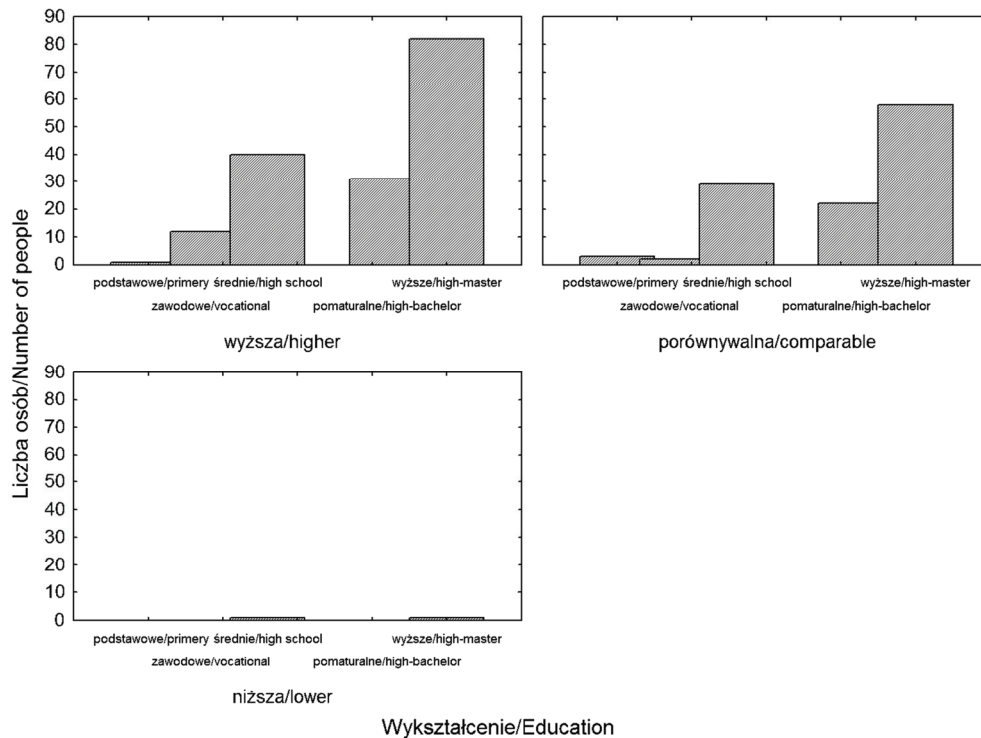 Liczba osób/Number of people
90
80
70
60
50
40
30
20
10
0
podstawowe/primery średnie/high school wyższe/high-master
zawodowe/vocational pomaturalne/high-bachelor
wyższa/higher
podstawowe/primery średnie/high school wyższe/high-master
zawodowe/vocational pomaturalne/high-bachelor
porównywalna/comparable
90
80
70
60
50
40
30
20
10
0
podstawowe/primery średnie/high school wyższe/high-master
zawodowe/vocational pomaturalne/high-bachelor
niższa/lower
Wykształcenie/Education